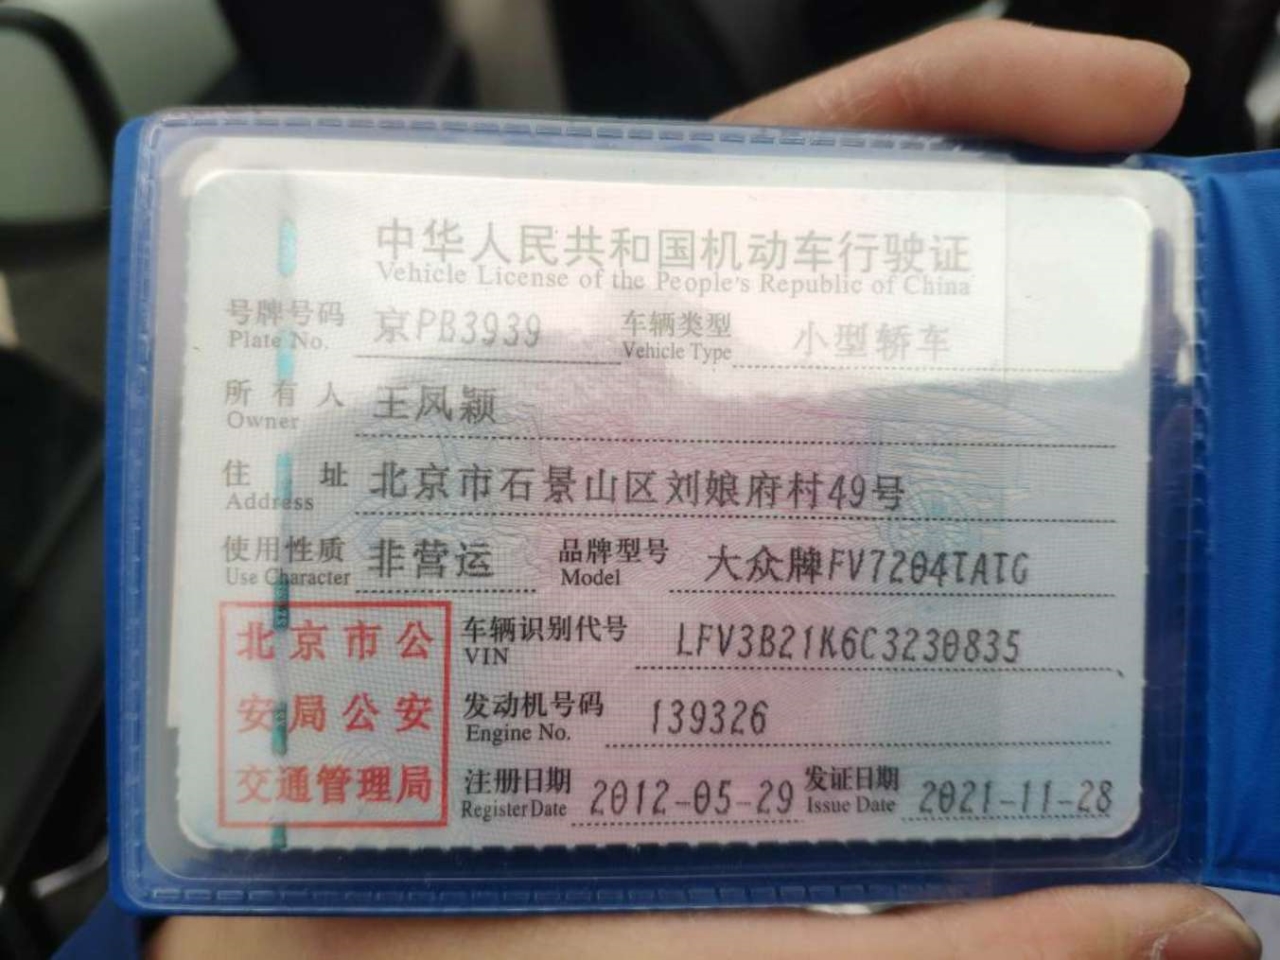 中华人民共和国机动车行驶证
Vehicle License of the People's Republic of China
号牌号码 京PB3939 车辆类型 小型轿车
Plate No. Vehicle Type
所有人 王凤颖
Owner
住址 北京市石景山区刘娘府村49号
Address
使用性质 非营运 品牌型号 大众牌FV7204TATG
Use Character Model
北京市公 车辆识别代号 LFV3B21K6C3230835
VIN
安局公安 发动机号码 139326
Engine No.
交通管理局 注册日期 2012-05-29 发证日期 2021-11-28
Register Date Issue Date